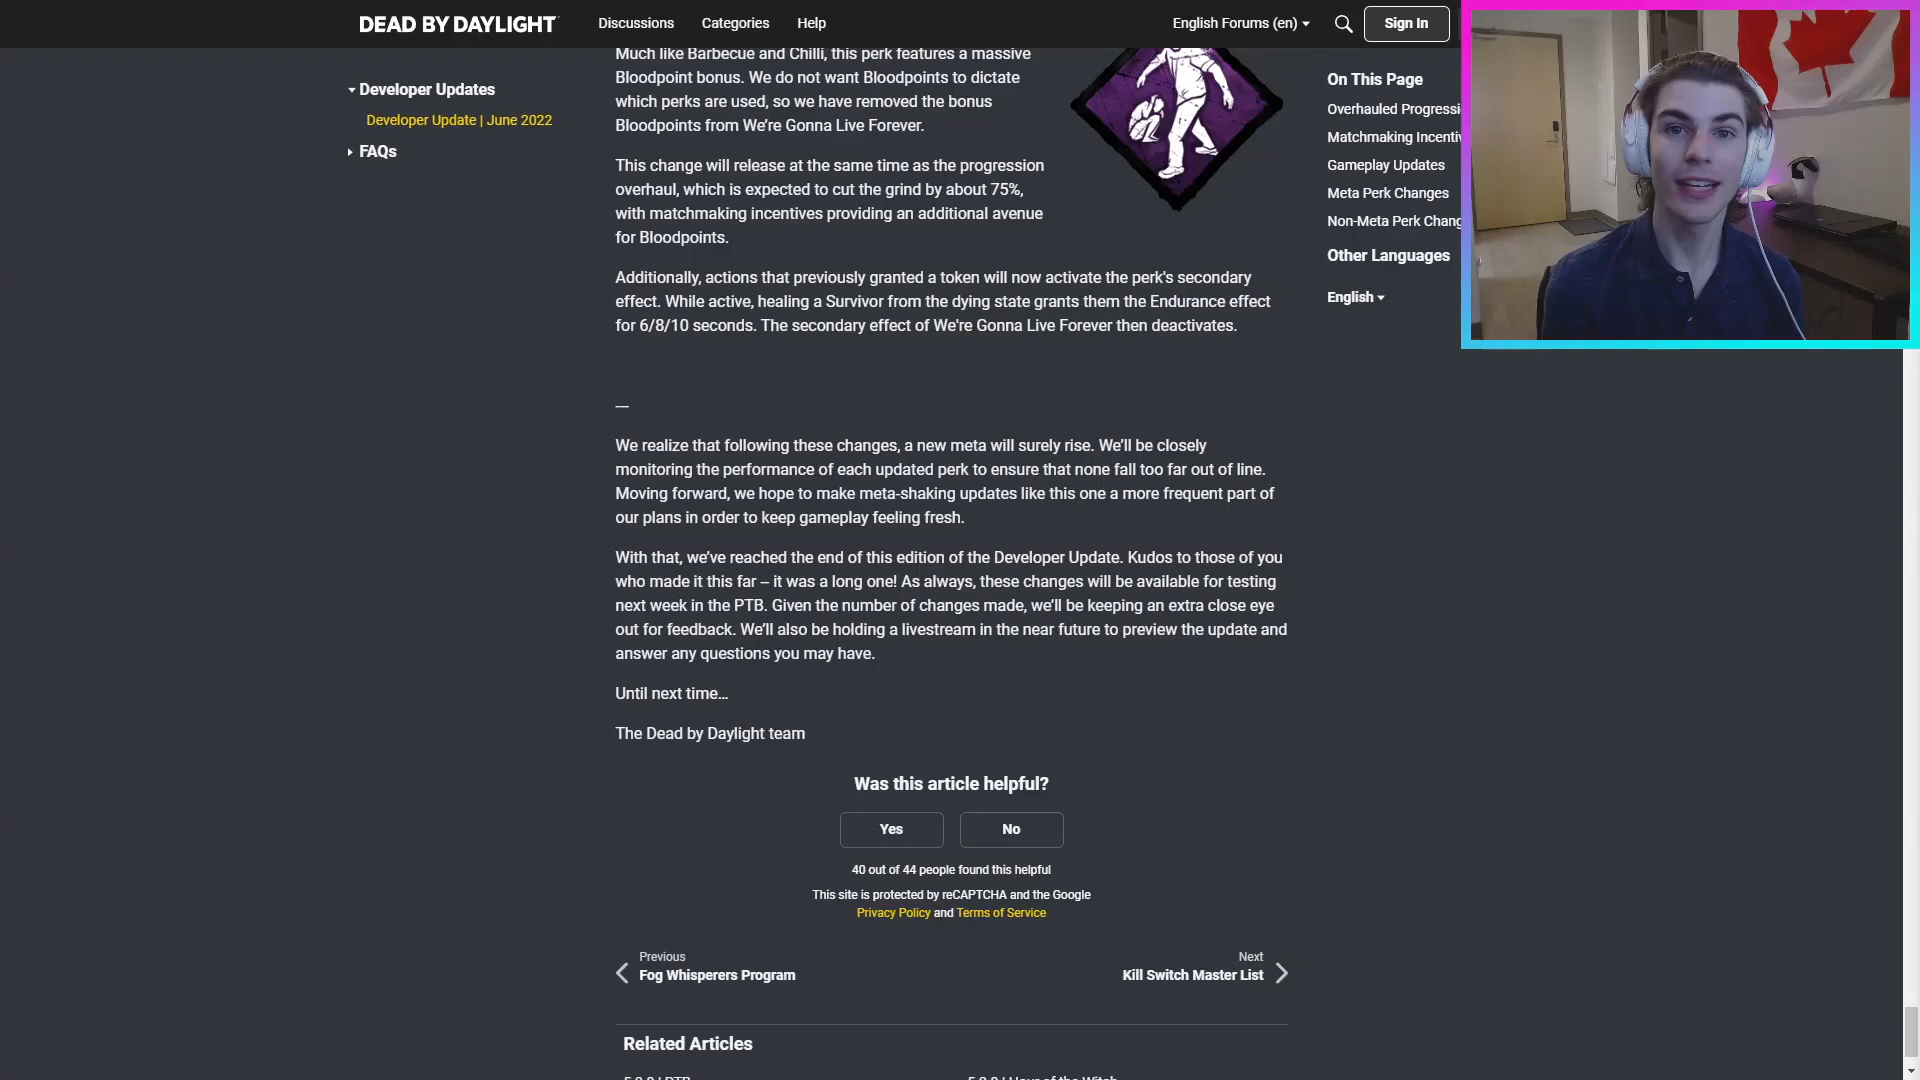 DEAD BY DAYLIGHT
Discussions
Categories
Help
English Forums (en)
Sign In
Developer Updates
Developer Update | June 2022
FAQs
Much like Barbecue and Chilli, this perk features a massive
Bloodpoint bonus. We do not want Bloodpoints to dictate
which perks are used, so we have removed the bonus
Bloodpoints from We’re Gonna Live Forever.
This change will release at the same time as the progression
overhaul, which is expected to cut the grind by about 75%,
with matchmaking incentives providing an additional avenue
for Bloodpoints.
Additionally, actions that previously granted a token will now activate the perk's secondary
effect. While active, healing a Survivor from the dying state grants them the Endurance effect
for 6/8/10 seconds. The secondary effect of We're Gonna Live Forever then deactivates.
—
We realize that following these changes, a new meta will surely rise. We’ll be closely
monitoring the performance of each updated perk to ensure that none fall too far out of line.
Moving forward, we hope to make meta-shaking updates like this one a more frequent part of
our plans in order to keep gameplay feeling fresh.
With that, we’ve reached the end of this edition of the Developer Update. Kudos to those of you
who made it this far – it was a long one! As always, these changes will be available for testing
next week in the PTB. Given the number of changes made, we’ll be keeping an extra close eye
out for feedback. We’ll also be holding a livestream in the near future to preview the update and
answer any questions you may have.
Until next time…
The Dead by Daylight team
Was this article helpful?
Yes
No
40 out of 44 people found this helpful
This site is protected by reCAPTCHA and the Google
Privacy Policy and Terms of Service
Previous
Fog Whisperers Program
Next
Kill Switch Master List
Related Articles
On This Page
Overhauled Progressi
Matchmaking Incentiv
Gameplay Updates
Meta Perk Changes
Non-Meta Perk Chang
Other Languages
English